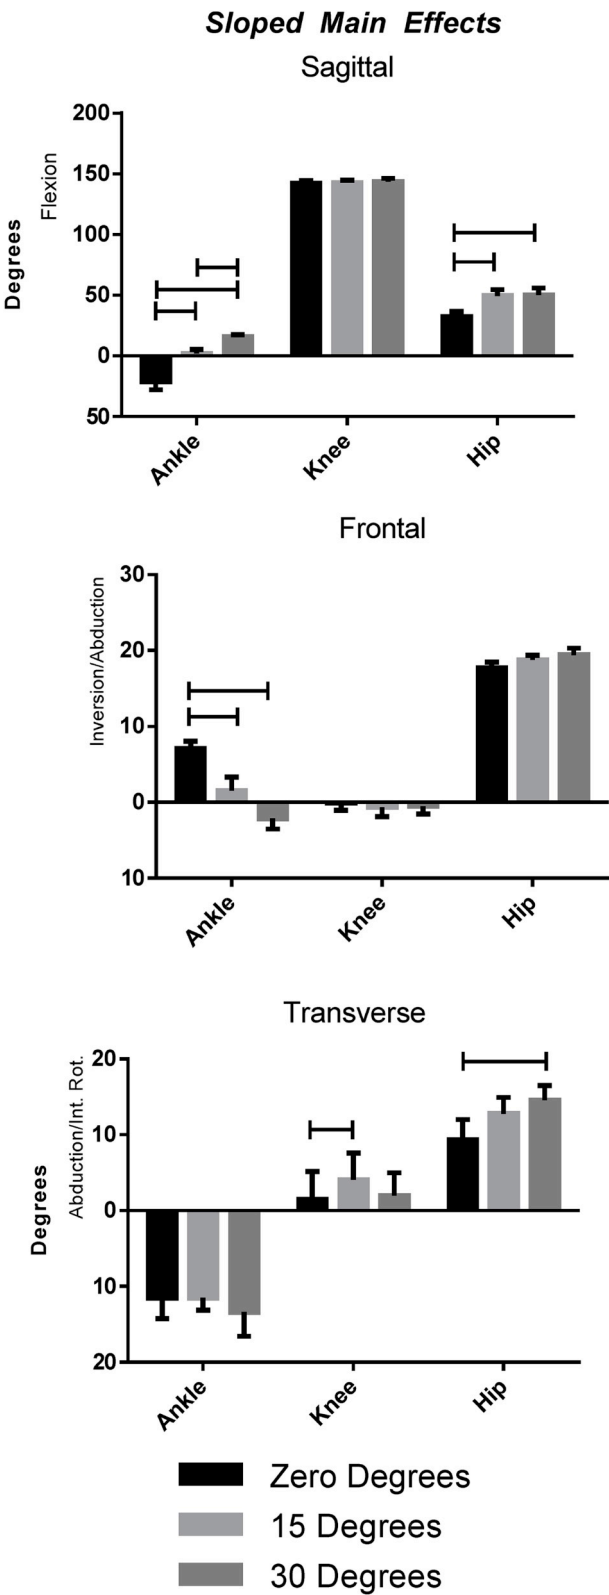 Sloped Main Effects
Sagittal
Degrees
Flexion
200
150
100
50
0
50
Ankle
Knee
Hip
Frontal
Inversion/Abduction
30
20
10
0
10
Ankle
Knee
Hip
Transverse
Degrees
Abduction/Int. Rot.
20
10
0
10
20
Ankle
Knee
Hip
Zero Degrees
15 Degrees
30 Degrees